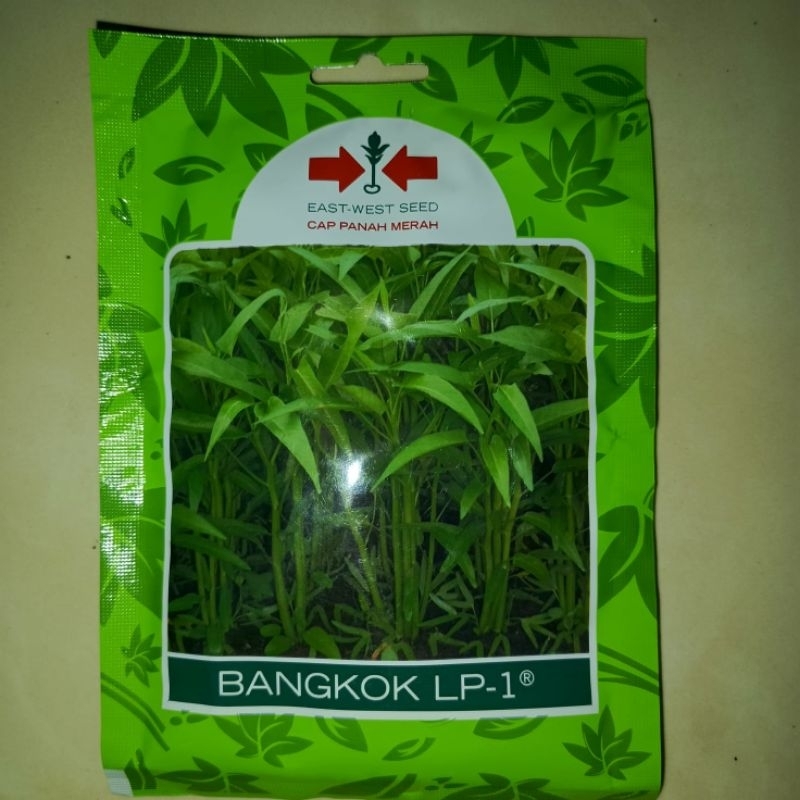 EAST-WEST SEED
CAP PANAH MERAH
BANGKOK LP-1®